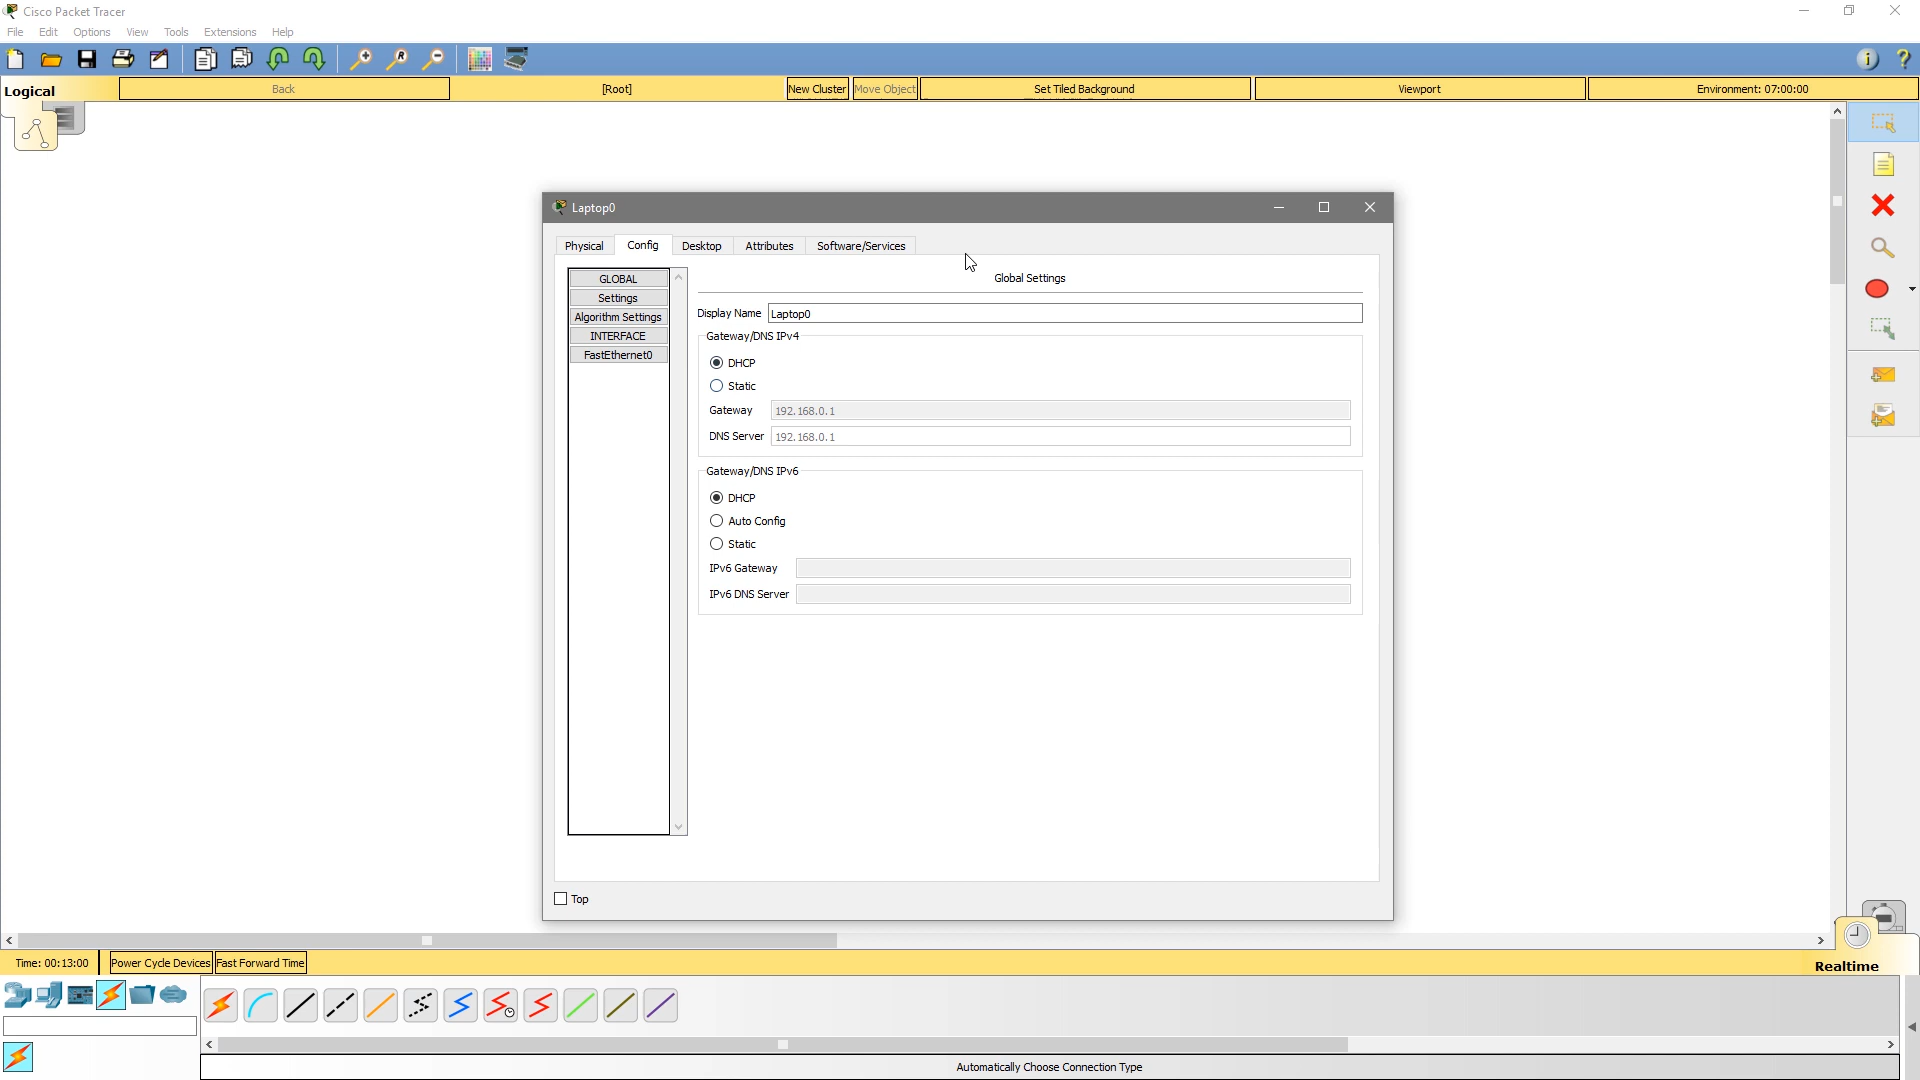 Cisco Packet Tracer
File Edit Options View Tools Extensions Help
Logical Back [Root] New Cluster Move Object Set Tiled Background Viewport Environment: 07:00:00
Laptop0
Physical Config Desktop Attributes Software/Services
GLOBAL
Settings
Algorithm Settings
INTERFACE
FastEthernet0
Global Settings
Display Name Laptop0
Gateway/DNS IPv4
DHCP
Static
Gateway 192.168.0.1
DNS Server 192.168.0.1
Gateway/DNS IPv6
DHCP
Auto Config
Static
IPv6 Gateway
IPv6 DNS Server
Top
Time: 00:13:00 Power Cycle Devices Fast Forward Time Realtime
Automatically Choose Connection Type